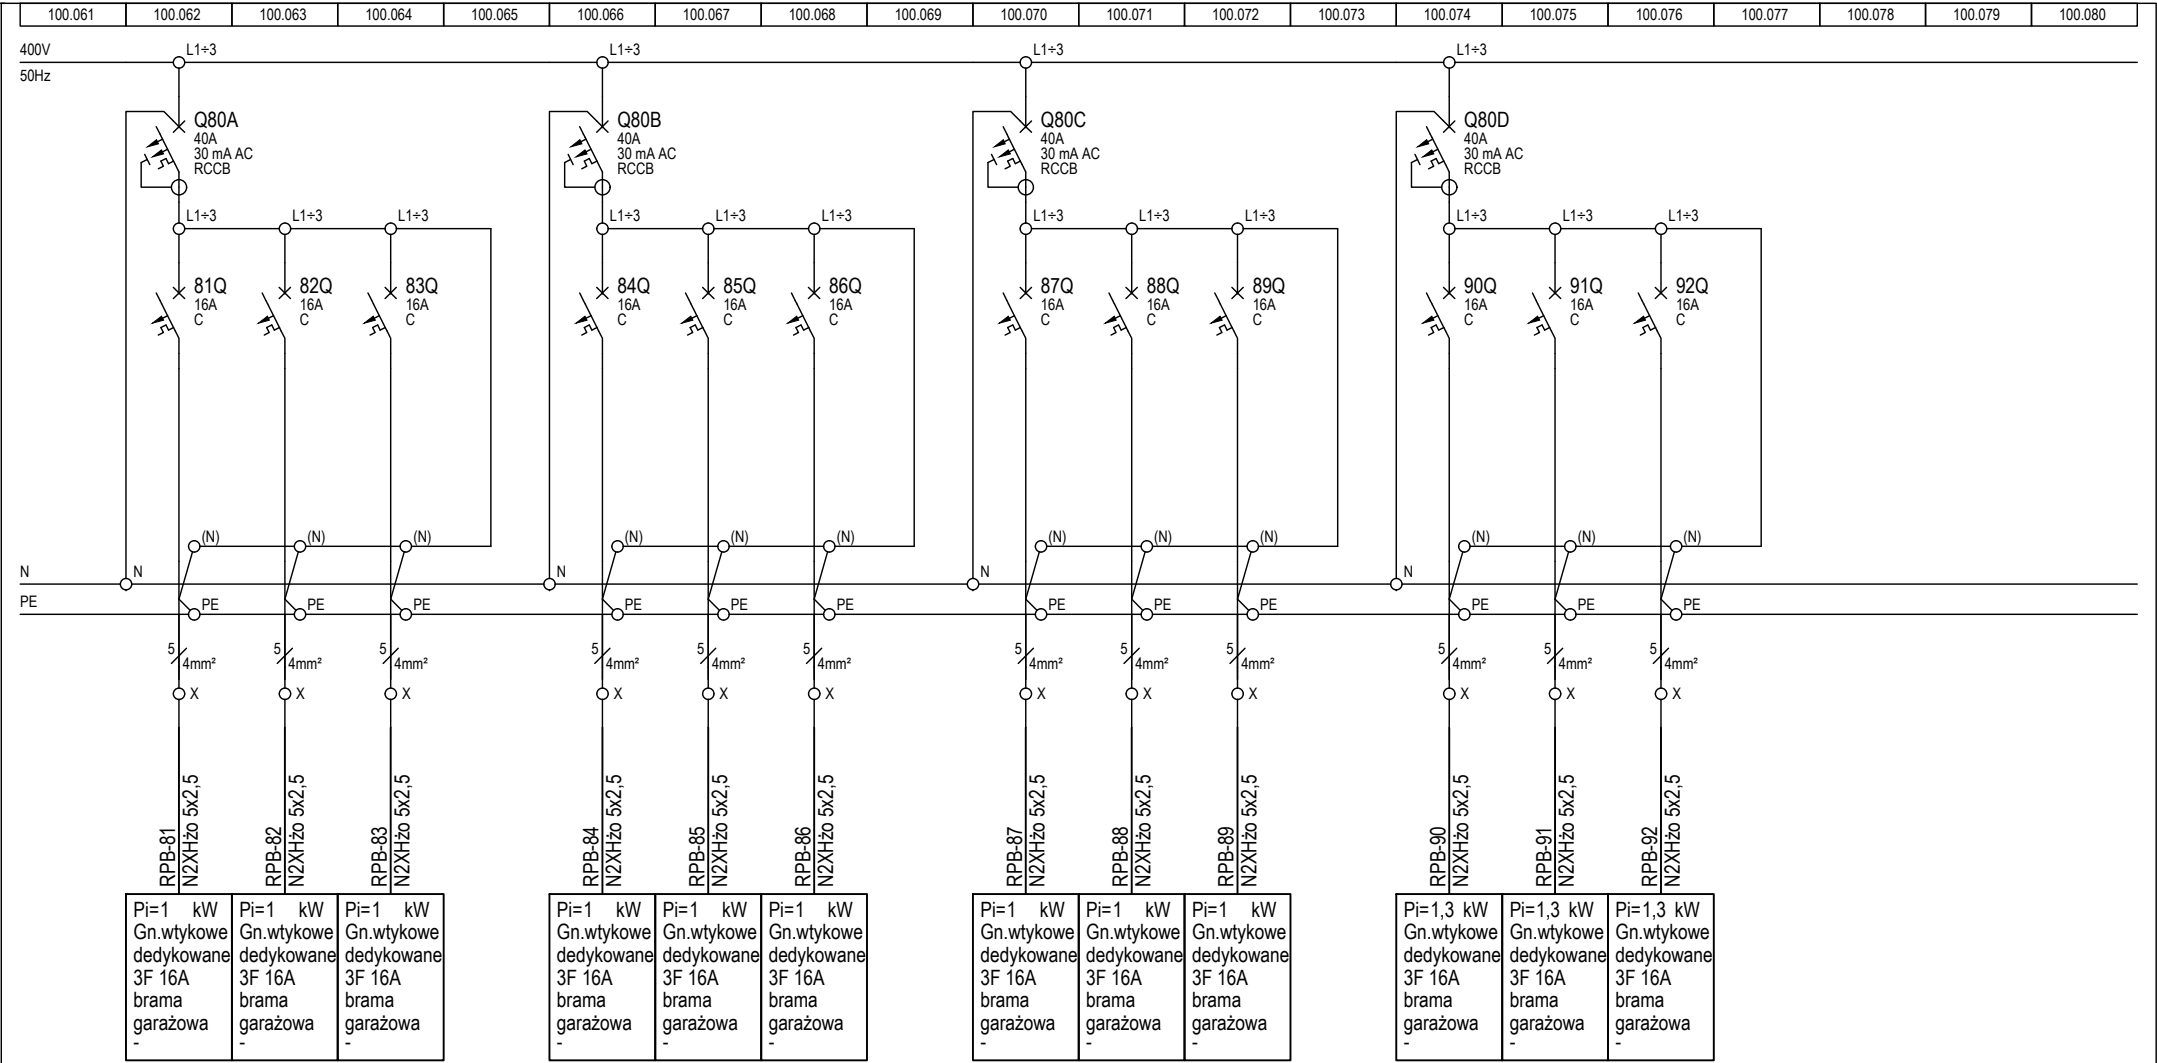 100.061 100.062 100.063 100.064 100.065 100.066 100.067 100.068 100.069 100.070 100.071 100.072 100.073 100.074 100.075 100.076 100.077 100.078 100.079 100.080
400V L1÷3 L1÷3 L1÷3 L1÷3
50Hz
Q80A Q80B Q80C Q80D
40A 40A 40A 40A
30 mA AC 30 mA AC 30 mA AC 30 mA AC
RCCB RCCB RCCB RCCB
L1÷3 L1÷3 L1÷3 L1÷3 L1÷3 L1÷3 L1÷3 L1÷3 L1÷3 L1÷3 L1÷3 L1÷3
81Q 82Q 83Q 84Q 85Q 86Q 87Q 88Q 89Q 90Q 91Q 92Q
16A 16A 16A 16A 16A 16A 16A 16A 16A 16A 16A 16A
C C C C C C C C C C C C
(N) (N) (N) (N) (N) (N) (N) (N) (N) (N) (N) (N)
N N N N N
PE PE PE PE PE PE PE PE PE PE PE PE PE
5 5 5 5 5 5 5 5 5 5 5 5
4mm² 4mm² 4mm² 4mm² 4mm² 4mm² 4mm² 4mm² 4mm² 4mm² 4mm² 4mm²
X X X X X X X X X X X X
RPB-81
N2XHżo 5x2,5
RPB-82
N2XHżo 5x2,5
RPB-83
N2XHżo 5x2,5
RPB-84
N2XHżo 5x2,5
RPB-85
N2XHżo 5x2,5
RPB-86
N2XHżo 5x2,5
RPB-87
N2XHżo 5x2,5
RPB-88
N2XHżo 5x2,5
RPB-89
N2XHżo 5x2,5
RPB-90
N2XHżo 5x2,5
RPB-91
N2XHżo 5x2,5
RPB-92
N2XHżo 5x2,5
Pi=1 kW Pi=1 kW Pi=1 kW Pi=1 kW Pi=1 kW Pi=1 kW Pi=1 kW Pi=1 kW Pi=1 kW Pi=1,3 kW Pi=1,3 kW Pi=1,3 kW
Gn.wtykowe Gn.wtykowe Gn.wtykowe Gn.wtykowe Gn.wtykowe Gn.wtykowe Gn.wtykowe Gn.wtykowe Gn.wtykowe Gn.wtykowe Gn.wtykowe Gn.wtykowe
dedykowane dedykowane dedykowane dedykowane dedykowane dedykowane dedykowane dedykowane dedykowane dedykowane dedykowane dedykowane
3F 16A 3F 16A 3F 16A 3F 16A 3F 16A 3F 16A 3F 16A 3F 16A 3F 16A 3F 16A 3F 16A 3F 16A
brama brama brama brama brama brama brama brama brama brama brama brama
garażowa garażowa garażowa garażowa garażowa garażowa garażowa garażowa garażowa garażowa garażowa garażowa
- - - - - - - - - - - -